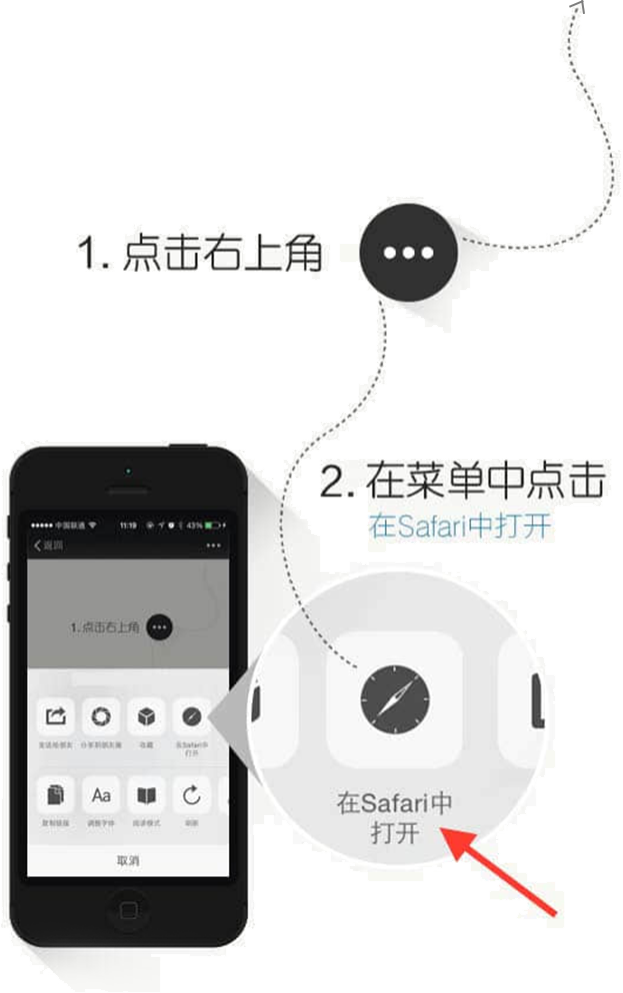 1. 点击右上角
2. 在菜单中点击
在Safari中打开
中国联通 11:19 43%
返回
1. 点击右上角
发送给朋友 分享到朋友圈 收藏 在Safari中
打开
Aa
复制链接 调整字体 阅读模式 刷新
取消
在Safari中
打开